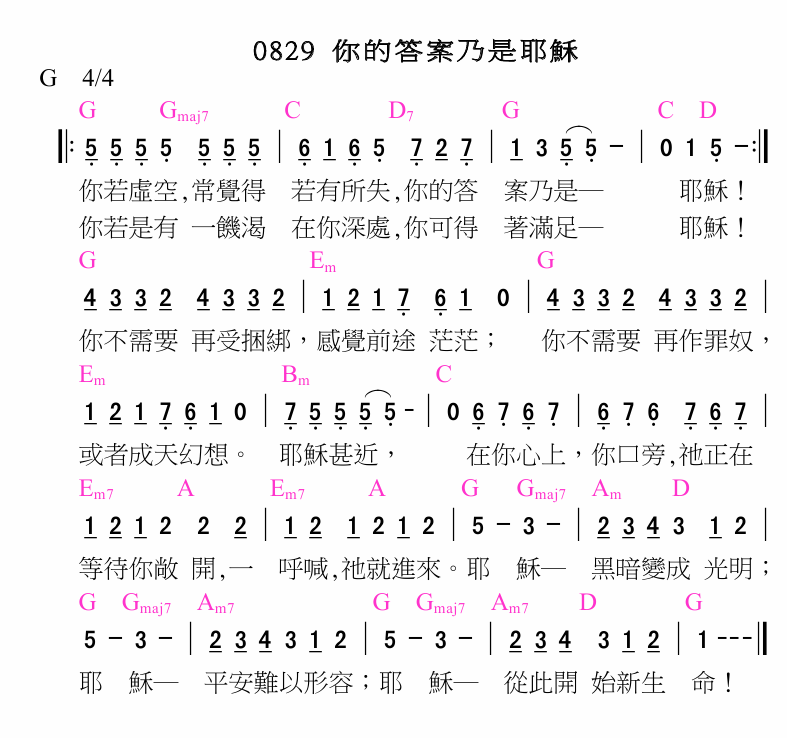 0829 你的答案乃是耶穌
G 4/4
G Gmaj7 C D7 G C D
5 5 5 5 5 5 5 | 6 1 6 5 7 2 7 | 1 3 5 5 - | 0 1 5 - :||
你若虛空,常覺得 若有所失,你的答 案乃是— 耶穌！
你若是有 一饑渴 在你深處,你可得 著滿足— 耶穌！
G Em G
4 3 3 2 4 3 3 2 | 1 2 1 7 6 1 0 | 4 3 3 2 4 3 3 2 |
你不需要 再受捆綁，感覺前途 茫茫； 你不需要 再作罪奴，
Em Bm C
1 2 1 7 6 1 0 | 7 5 5 5 5 - | 0 6 7 6 7 | 6 7 6 7 6 7 |
或者成天幻想。 耶穌甚近， 在你心上，你口旁,祂正在
Em7 A Em7 A G Gmaj7 Am D
1 2 1 2 2 2 | 1 2 1 2 1 2 | 5 - 3 - | 2 3 4 3 1 2 |
等待你敞 開,一 呼喊,祂就進來。耶 穌— 黑暗變成 光明；
G Gmaj7 Am7 G Gmaj7 Am7 D G
5 - 3 - | 2 3 4 3 1 2 | 5 - 3 - | 2 3 4 3 1 2 | 1 - - - ||
耶 穌— 平安難以形容；耶 穌— 從此開 始新生 命！